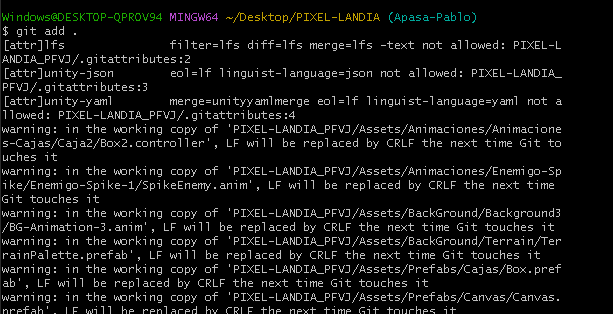 Windows@DESKTOP-QPROV94 MINGW64 ~/Desktop/PIXEL-LANDIA (Apasa-Pablo)
$ git add .
[attr]lfs filter=lfs diff=lfs merge=lfs -text not allowed: PIXEL-L
ANDIA_PFVJ/.gitattributes:2
[attr]unity-json eol=lf linguist-language=json not allowed: PIXEL-LANDIA_
PFVJ/.gitattributes:3
[attr]unity-yaml merge=unityyamlmerge eol=lf linguist-language=yaml not a
llowed: PIXEL-LANDIA_PFVJ/.gitattributes:4
warning: in the working copy of 'PIXEL-LANDIA_PFVJ/Assets/Animaciones/Animacione
s-Cajas/Caja2/Box2.controller', LF will be replaced by CRLF the next time Git to
uches it
warning: in the working copy of 'PIXEL-LANDIA_PFVJ/Assets/Animaciones/Enemigo-Sp
ike/Enemigo-Spike-1/SpikeEnemy.anim', LF will be replaced by CRLF the next time
Git touches it
warning: in the working copy of 'PIXEL-LANDIA_PFVJ/Assets/BackGround/Background3
/BG-Animation-3.anim', LF will be replaced by CRLF the next time Git touches it
warning: in the working copy of 'PIXEL-LANDIA_PFVJ/Assets/BackGround/Terrain/Ter
rainPalette.prefab', LF will be replaced by CRLF the next time Git touches it
warning: in the working copy of 'PIXEL-LANDIA_PFVJ/Assets/Prefabs/Cajas/Box.pref
ab', LF will be replaced by CRLF the next time Git touches it
warning: in the working copy of 'PIXEL-LANDIA_PFVJ/Assets/Prefabs/Canvas/Canvas.
prefab', LF will be replaced by CRLF the next time Git touches it